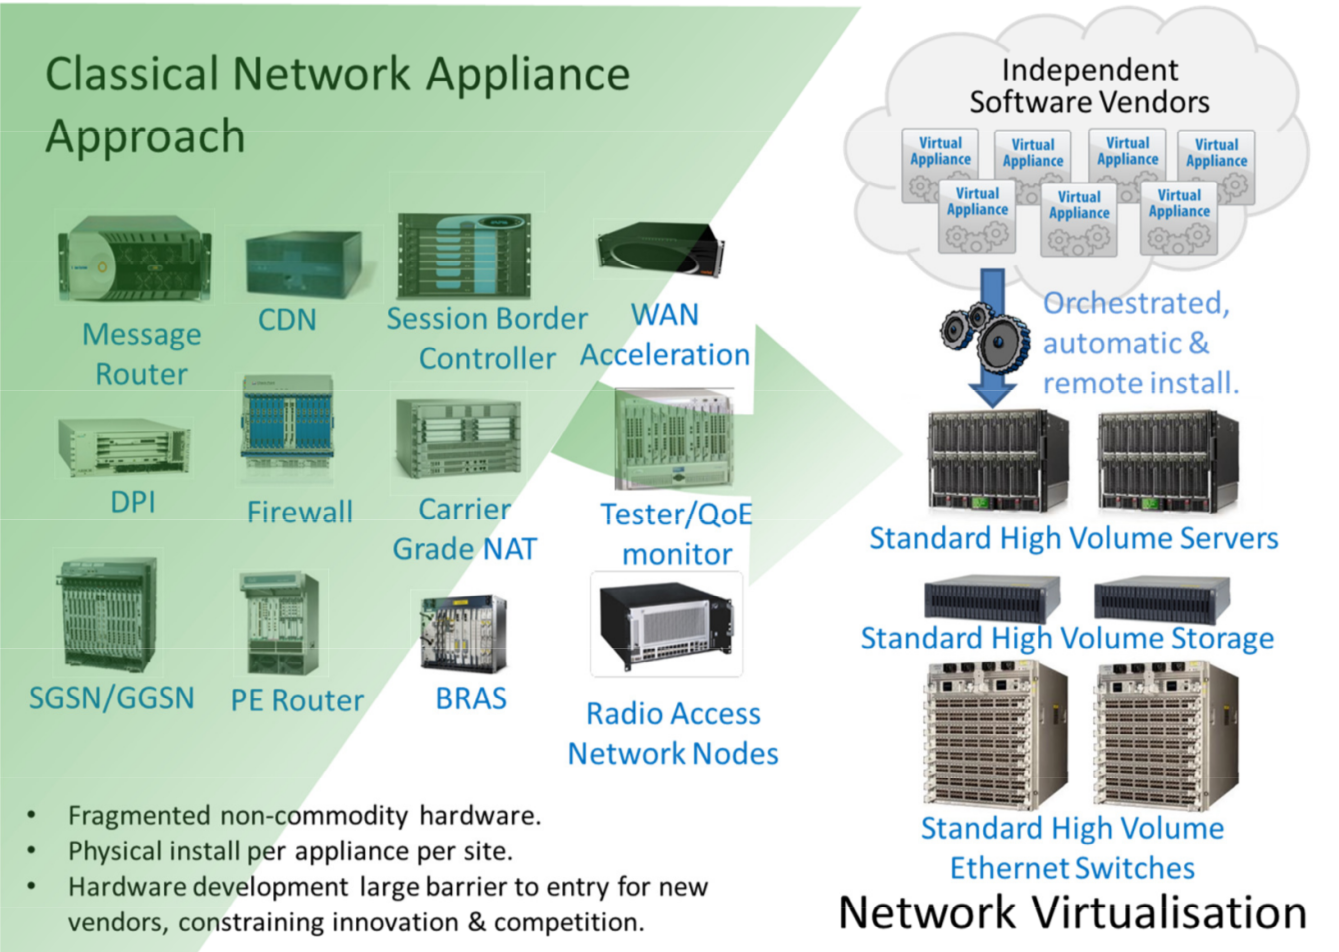 Classical Network Appliance
Approach
Message
Router
CDN
Session Border
Controller
WAN
Acceleration
DPI
Firewall
Carrier
Grade NAT
Tester/QoE
monitor
SGSN/GGSN
PE Router
BRAS
Radio Access
Network Nodes
• Fragmented non-commodity hardware.
• Physical install per appliance per site.
• Hardware development large barrier to entry for new
vendors, constraining innovation & competition.
Independent
Software Vendors
Virtual
Appliance
Virtual
Appliance
Virtual
Appliance
Virtual
Appliance
Virtual
Appliance
Virtual
Appliance
Virtual
Appliance
Orchestrated,
automatic &
remote install.
Standard High Volume Servers
Standard High Volume Storage
Standard High Volume
Ethernet Switches
Network Virtualisation